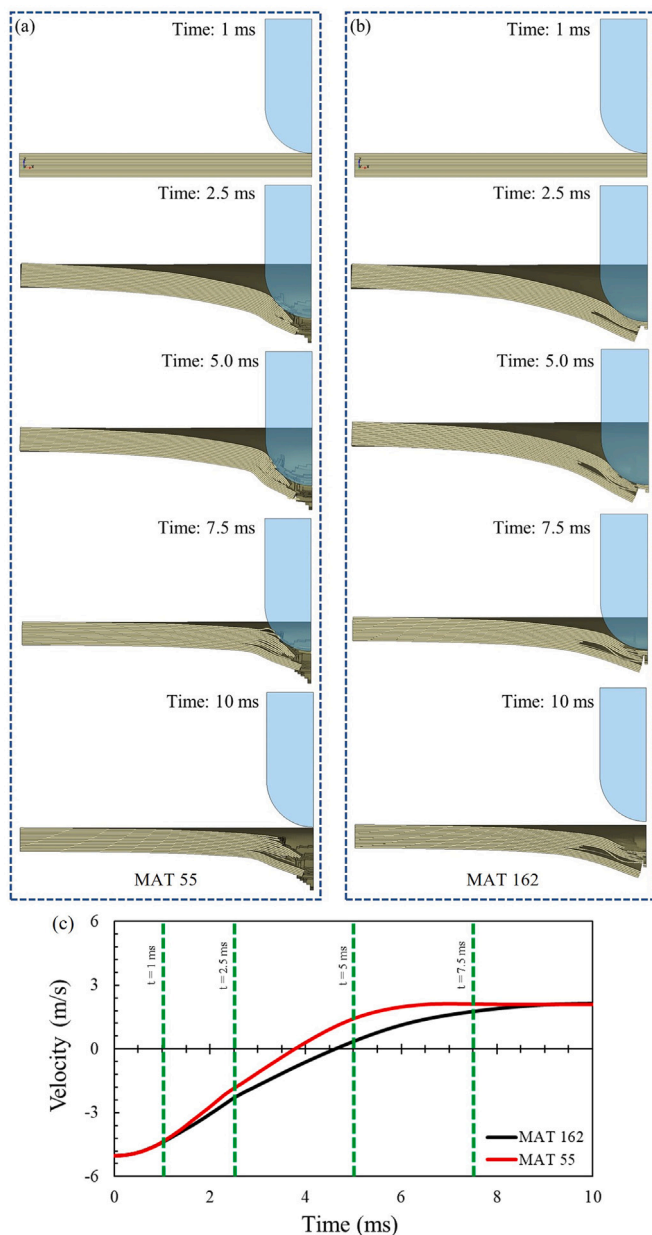 (a)
Time: 1 ms
Time: 2.5 ms
Time: 5.0 ms
Time: 7.5 ms
Time: 10 ms
MAT 55
(b)
Time: 1 ms
Time: 2.5 ms
Time: 5.0 ms
Time: 7.5 ms
Time: 10 ms
MAT 162
(c)
6
3
0
-3
-6
Velocity (m/s)
t = 1 ms
t = 2.5 ms
t = 5 ms
t = 7.5 ms
MAT 162
MAT 55
0
2
4
6
8
10
Time (ms)